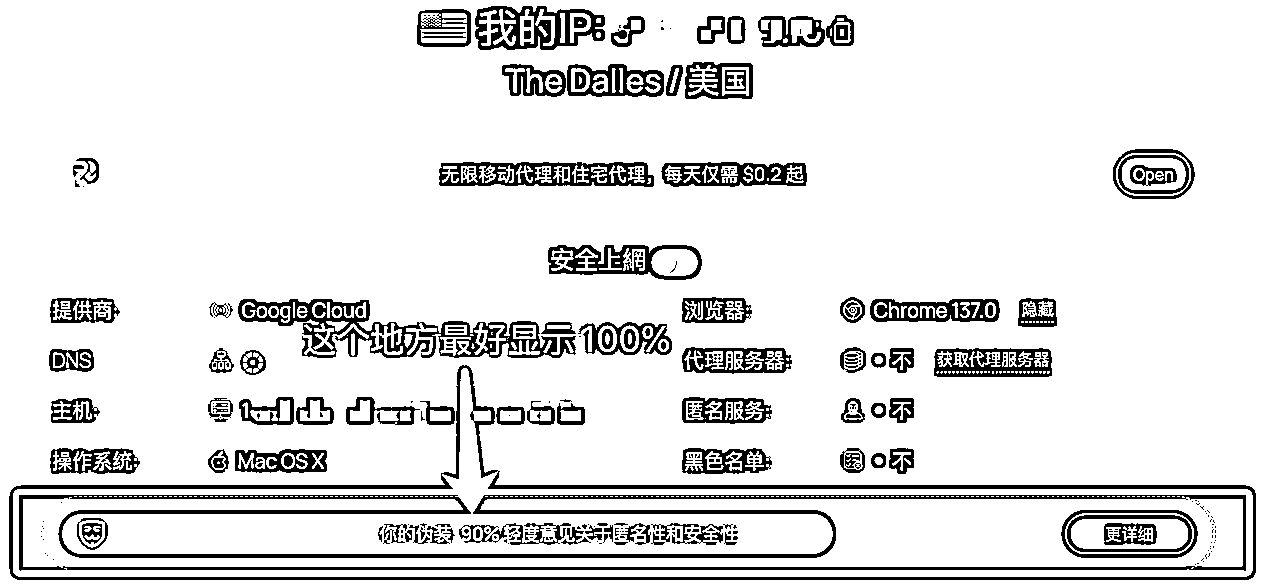 我的IP:
The Dalles / 美国
无限移动代理和住宅代理，每天仅需 $0.2 起
Open
安全上網
提供商:
Google Cloud
浏览器:
Chrome 137.0
隐藏
这个地方最好显示 100%
DNS
代理服务器:
不
获取代理服务器
主机:
匿名服务:
不
操作系统:
Mac OS X
黑色名单:
不
你的伪装 90% 轻度意见关于匿名性和安全性
更详细